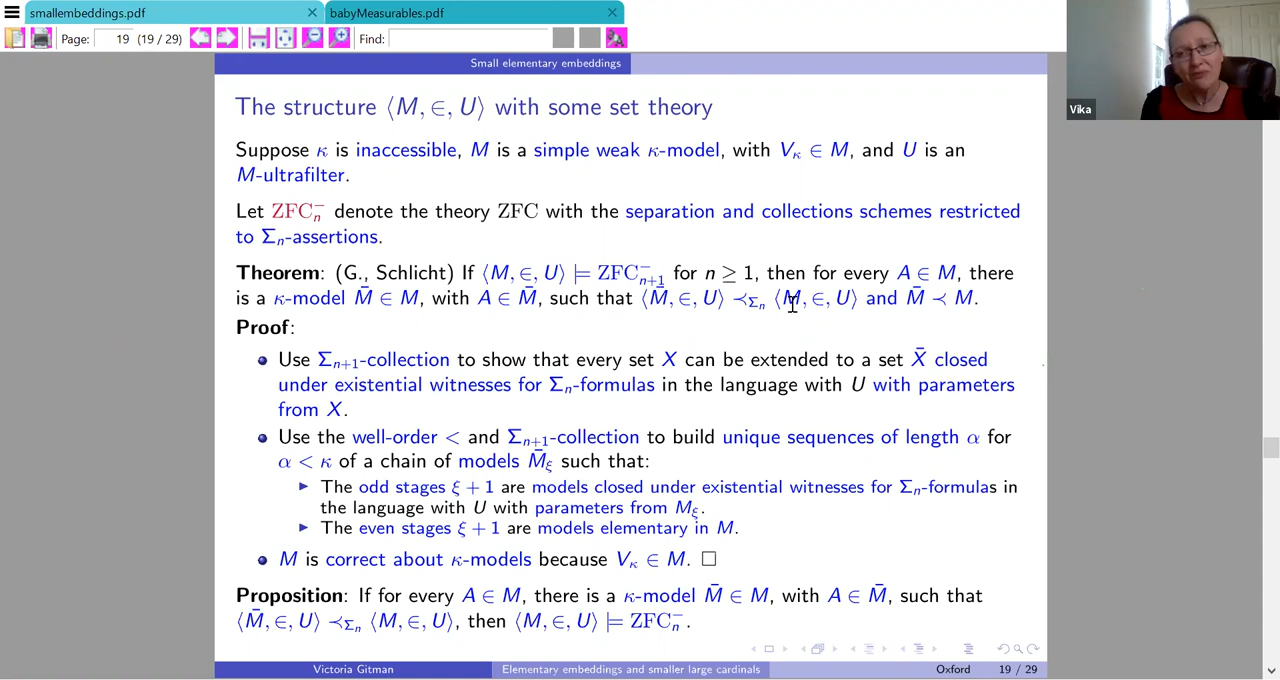 smallembeddings.pdf
babyMeasurables.pdf
Page: 19 (19 / 29) Find:
Vika
Small elementary embeddings
The structure ⟨M, ∈, U⟩ with some set theory
Suppose κ is inaccessible, M is a simple weak κ-model, with V_κ ∈ M, and U is an
M-ultrafilter.
Let ZFC⁻_n denote the theory ZFC with the separation and collections schemes restricted
to Σ_n-assertions.
Theorem: (G., Schlicht) If ⟨M, ∈, U⟩ ⊨ ZFC⁻_{n+1} for n ≥ 1, then for every A ∈ M, there
is a κ-model M̄ ∈ M, with A ∈ M̄, such that ⟨M̄, ∈, U⟩ ≺_{Σ_n} ⟨M, ∈, U⟩ and M̄ ≺ M.
Proof:
Use Σ_{n+1}-collection to show that every set X can be extended to a set X̄ closed
under existential witnesses for Σ_n-formulas in the language with U with parameters
from X.
Use the well-order < and Σ_{n+1}-collection to build unique sequences of length α for
α < κ of a chain of models M̄_ξ such that:
The odd stages ξ + 1 are models closed under existential witnesses for Σ_n-formulas in
the language with U with parameters from M_ξ.
The even stages ξ + 1 are models elementary in M.
M is correct about κ-models because V_κ ∈ M. □
Proposition: If for every A ∈ M, there is a κ-model M̄ ∈ M, with A ∈ M̄, such that
⟨M̄, ∈, U⟩ ≺_{Σ_n} ⟨M, ∈, U⟩, then ⟨M, ∈, U⟩ ⊨ ZFC⁻_n.
Victoria Gitman
Elementary embeddings and smaller large cardinals
Oxford
19 / 29